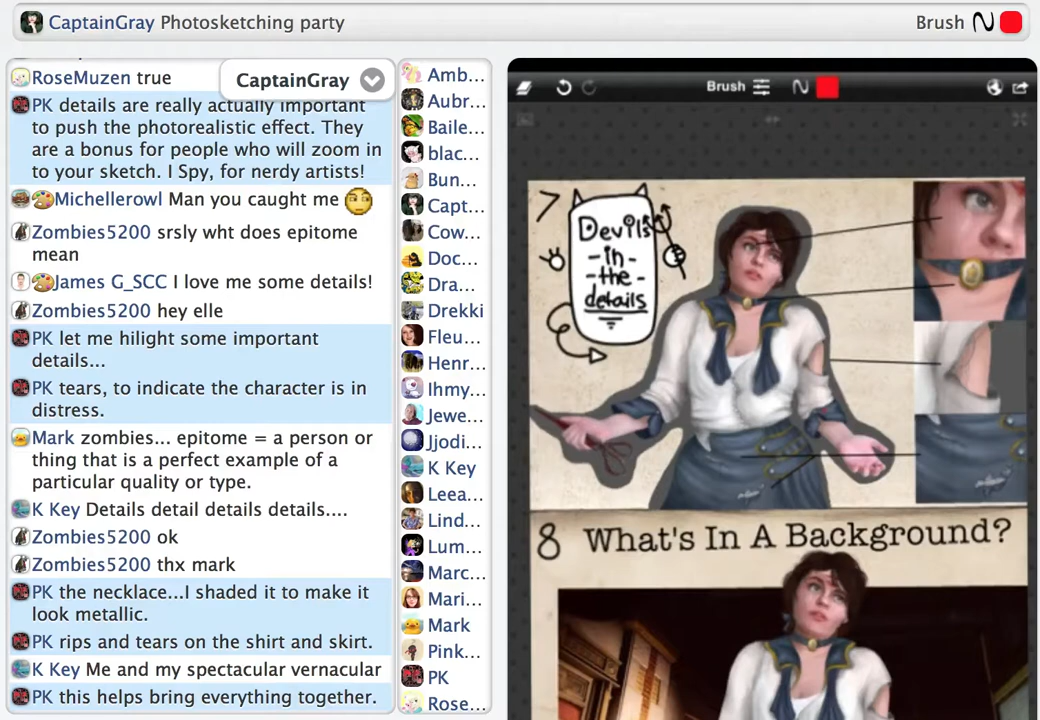 CaptainGray Photosketching party
Brush
RoseMuzen true
CaptainGray
PK details are really actually important
to push the photorealistic effect. They
are a bonus for people who will zoom in
to your sketch. I Spy, for nerdy artists!
Michellerowl Man you caught me
Zombies5200 srsly wht does epitome
mean
James G_SCC I love me some details!
Zombies5200 hey elle
PK let me hilight some important
details...
PK tears, to indicate the character is in
distress.
Mark zombies... epitome = a person or
thing that is a perfect example of a
particular quality or type.
K Key Details detail details details....
Zombies5200 ok
Zombies5200 thx mark
PK the necklace...I shaded it to make it
look metallic.
PK rips and tears on the shirt and skirt.
K Key Me and my spectacular vernacular
PK this helps bring everything together.
Amb...
Aubr...
Baile...
blac...
Bun...
Capt...
Cow...
Doc...
Dra...
Drekki
Fleu...
Henr...
Ihmy...
Jewe...
Jjodi...
K Key
Leea...
Lind...
Lum...
Marc...
Mari...
Mark
Pink...
PK
Rose...
Brush
7
Devils
-in-
-the-
details
8 What's In A Background?